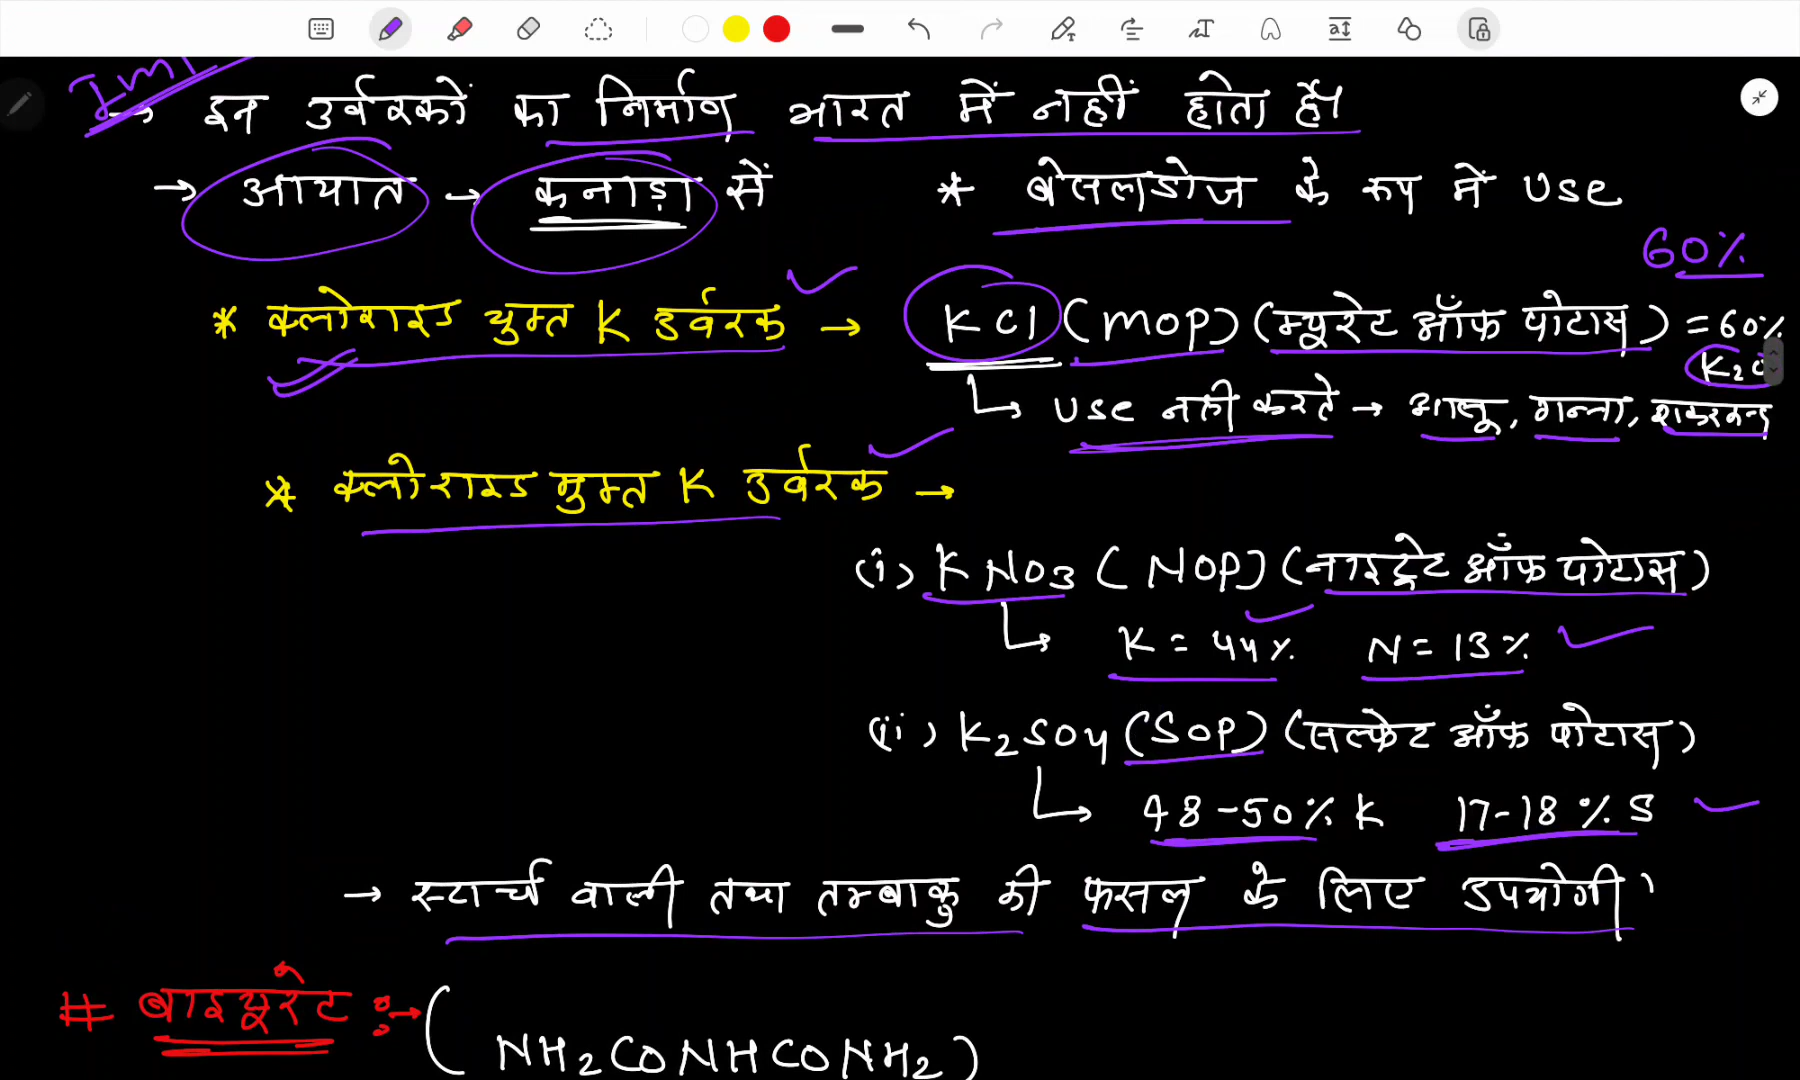 Imp
→ इन उर्वरकों का निर्माण भारत में नहीं होता है।
→ आयात → कनाड़ा से * बेसलडोज के रूप में use
60%
* क्लोराइड युक्त K उर्वरक → KCl (MOP) (म्यूरेट ऑफ पोटास) = 60%
K₂O
↳ use नही करते → आलू, गन्ना, शकरकन्द
* क्लोराइड मुक्त K उर्वरक →
(i) KNO3 (NOP) (नाइट्रेट ऑफ पोटास)
↳ K = 44% N = 13%
(ii) K₂SO4 (SOP) (सल्फेट ऑफ पोटास)
↳ 48-50% K 17-18% S
→ स्टार्च वाली तथा तम्बाकु की फसल के लिए उपयोगी।
# बाइयूरेट :→ (
NH₂CONHCONH₂)